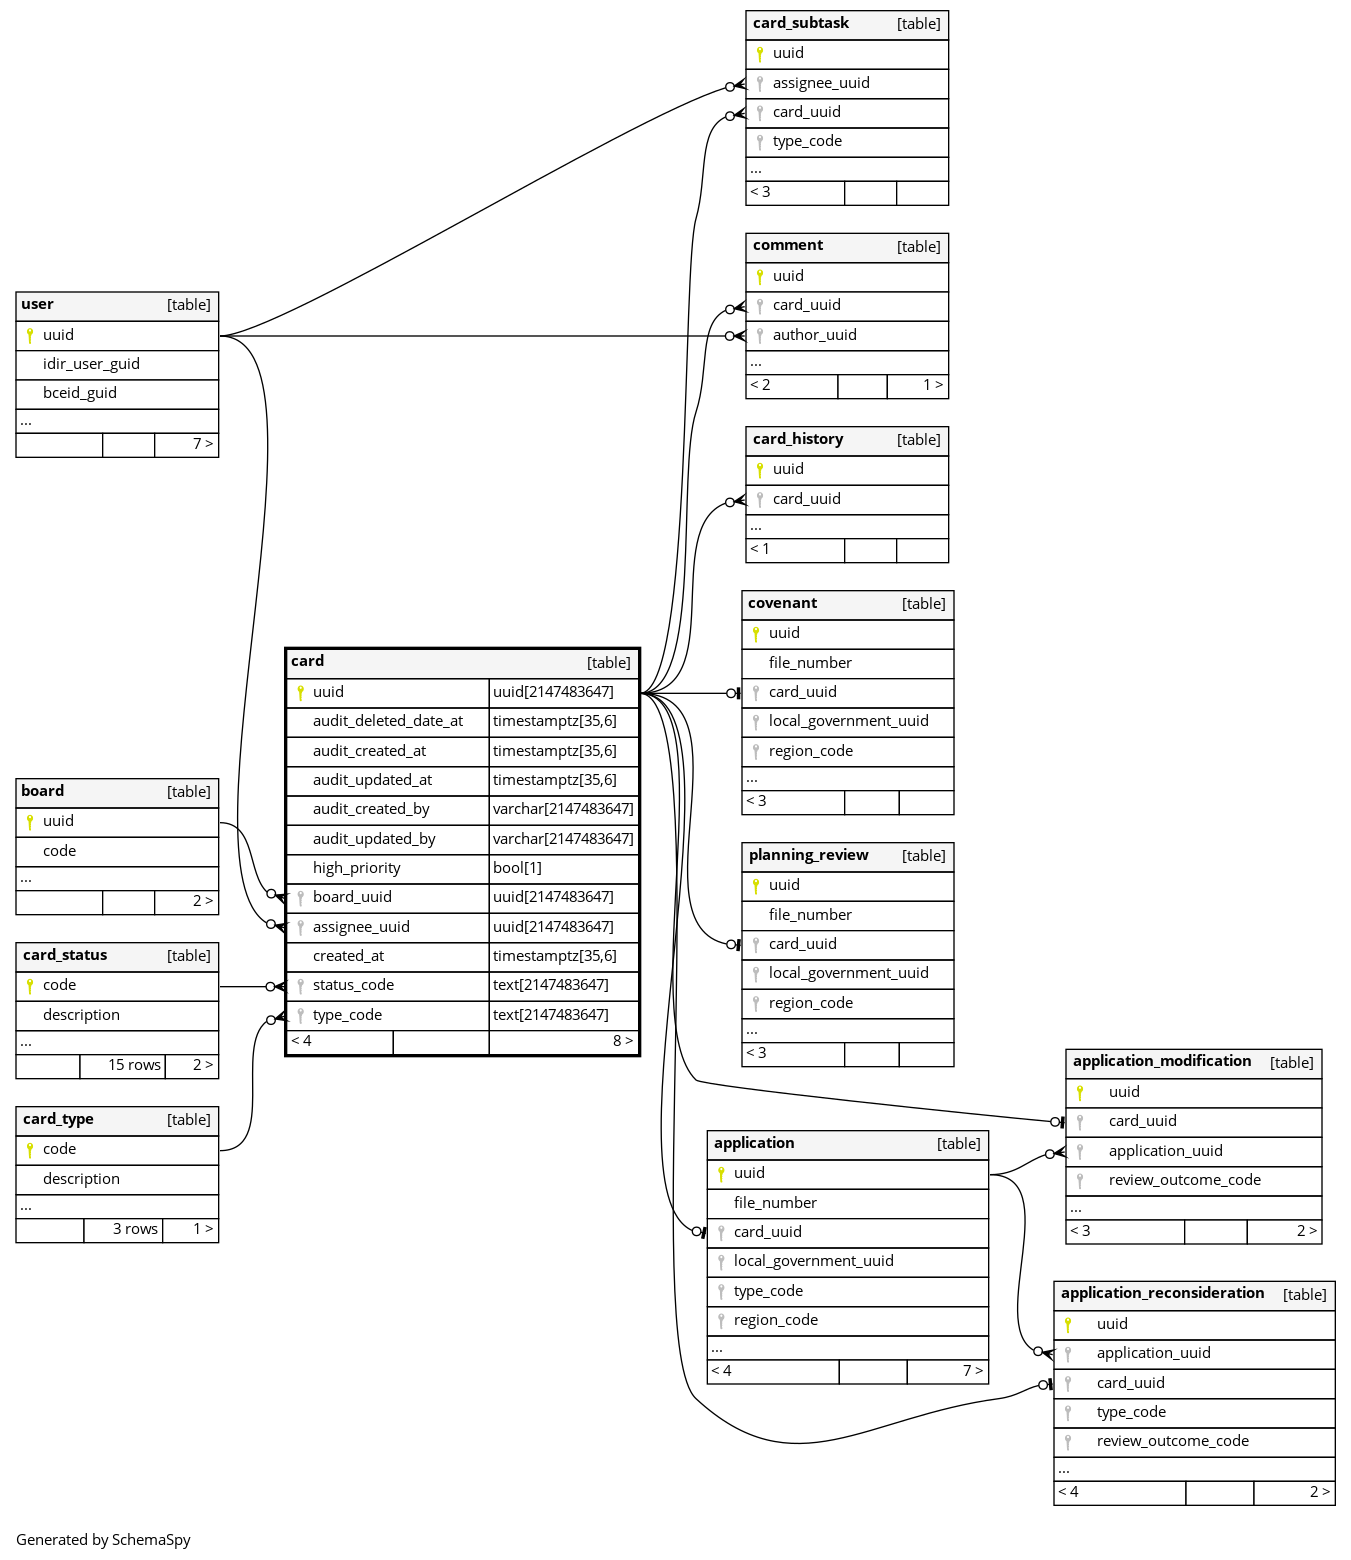 card_subtask [table]
uuid
assignee_uuid
card_uuid
type_code
...
< 3
comment [table]
uuid
card_uuid
author_uuid
...
< 2 1 >
user [table]
uuid
idir_user_guid
bceid_guid
...
7 >
card_history [table]
uuid
card_uuid
...
< 1
covenant [table]
uuid
file_number
card_uuid
local_government_uuid
region_code
...
< 3
card [table]
uuid uuid[2147483647]
audit_deleted_date_at timestamptz[35,6]
audit_created_at timestamptz[35,6]
audit_updated_at timestamptz[35,6]
audit_created_by varchar[2147483647]
audit_updated_by varchar[2147483647]
high_priority bool[1]
board_uuid uuid[2147483647]
assignee_uuid uuid[2147483647]
created_at timestamptz[35,6]
status_code text[2147483647]
type_code text[2147483647]
< 4 8 >
board [table]
uuid
code
...
2 >
card_status [table]
code
description
...
15 rows 2 >
card_type [table]
code
description
...
3 rows 1 >
planning_review [table]
uuid
file_number
card_uuid
local_government_uuid
region_code
...
< 3
application_modification [table]
uuid
card_uuid
application_uuid
review_outcome_code
...
< 3 2 >
application [table]
uuid
file_number
card_uuid
local_government_uuid
type_code
region_code
...
< 4 7 >
application_reconsideration [table]
uuid
application_uuid
card_uuid
type_code
review_outcome_code
...
< 4 2 >
Generated by SchemaSpy